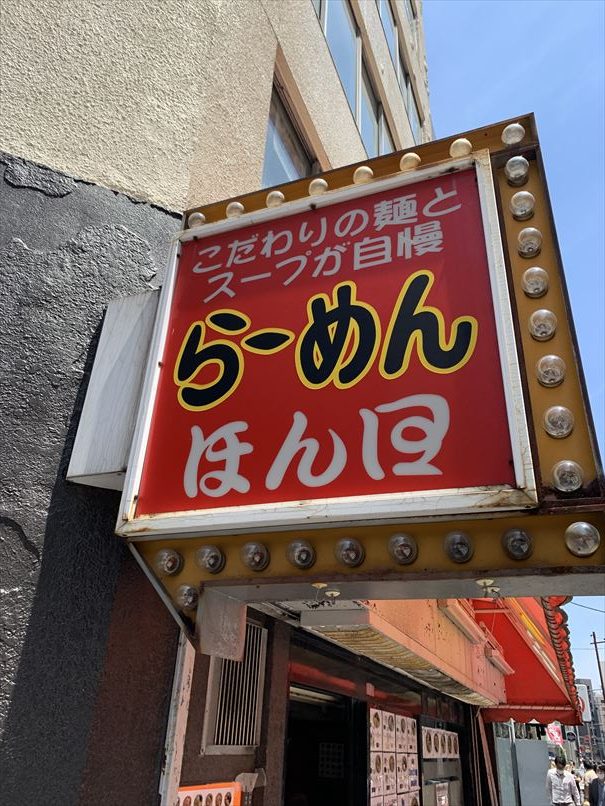 こだわりの麺と
スープが自慢
らーめん
ほん田